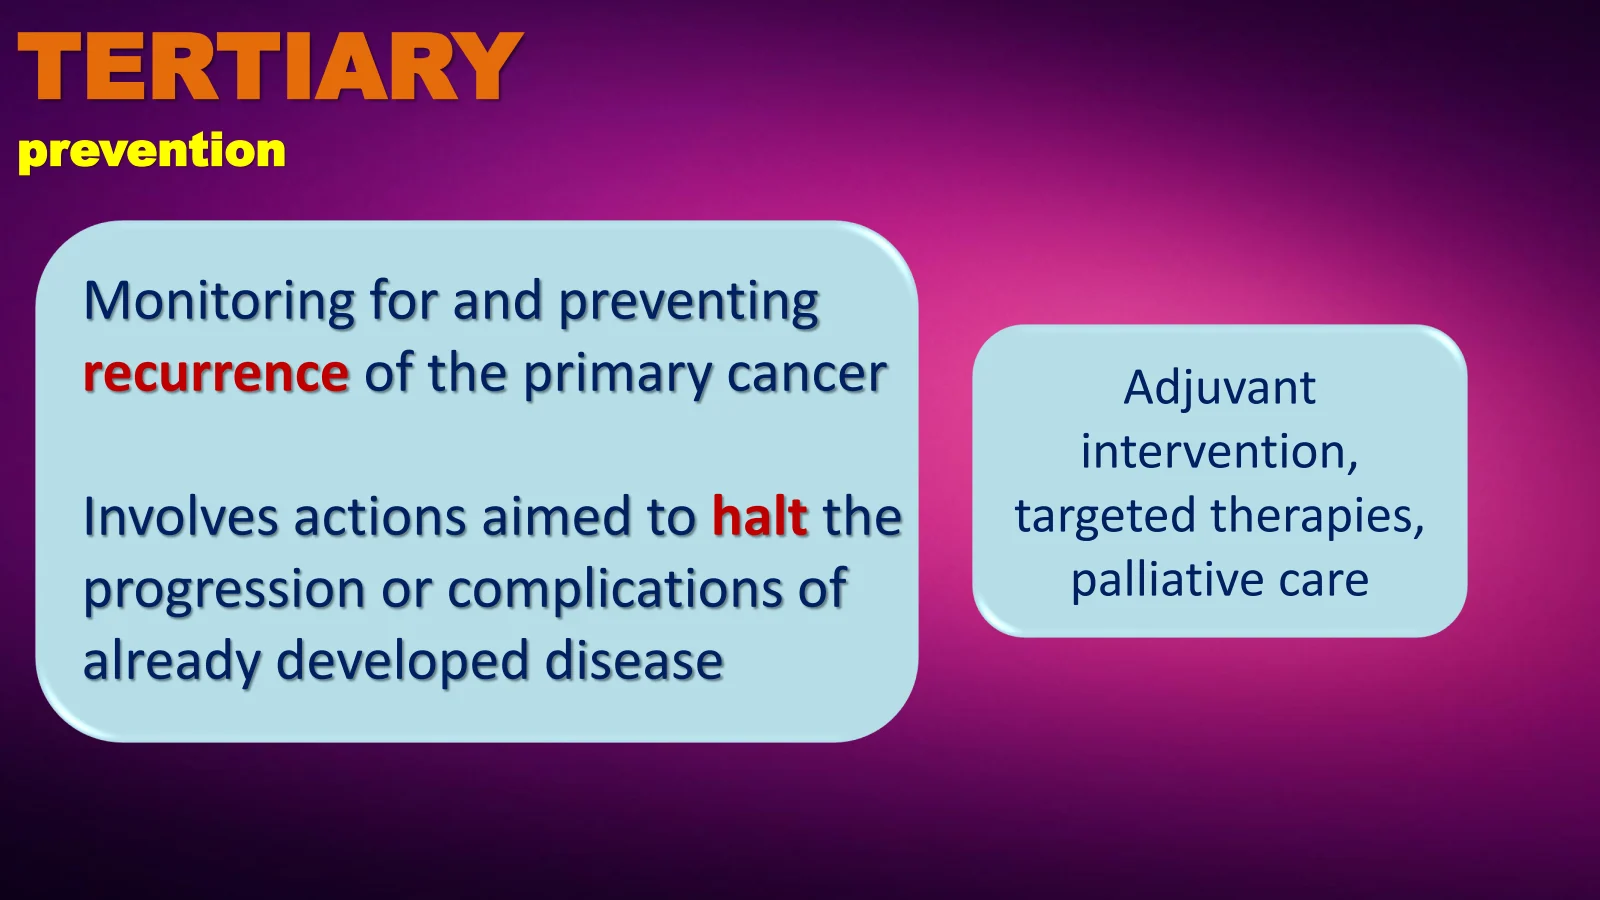 TERTIARY
prevention
Monitoring for and preventing
recurrence of the primary cancer
Involves actions aimed to halt the
progression or complications of
already developed disease
Adjuvant
intervention,
targeted therapies,
palliative care